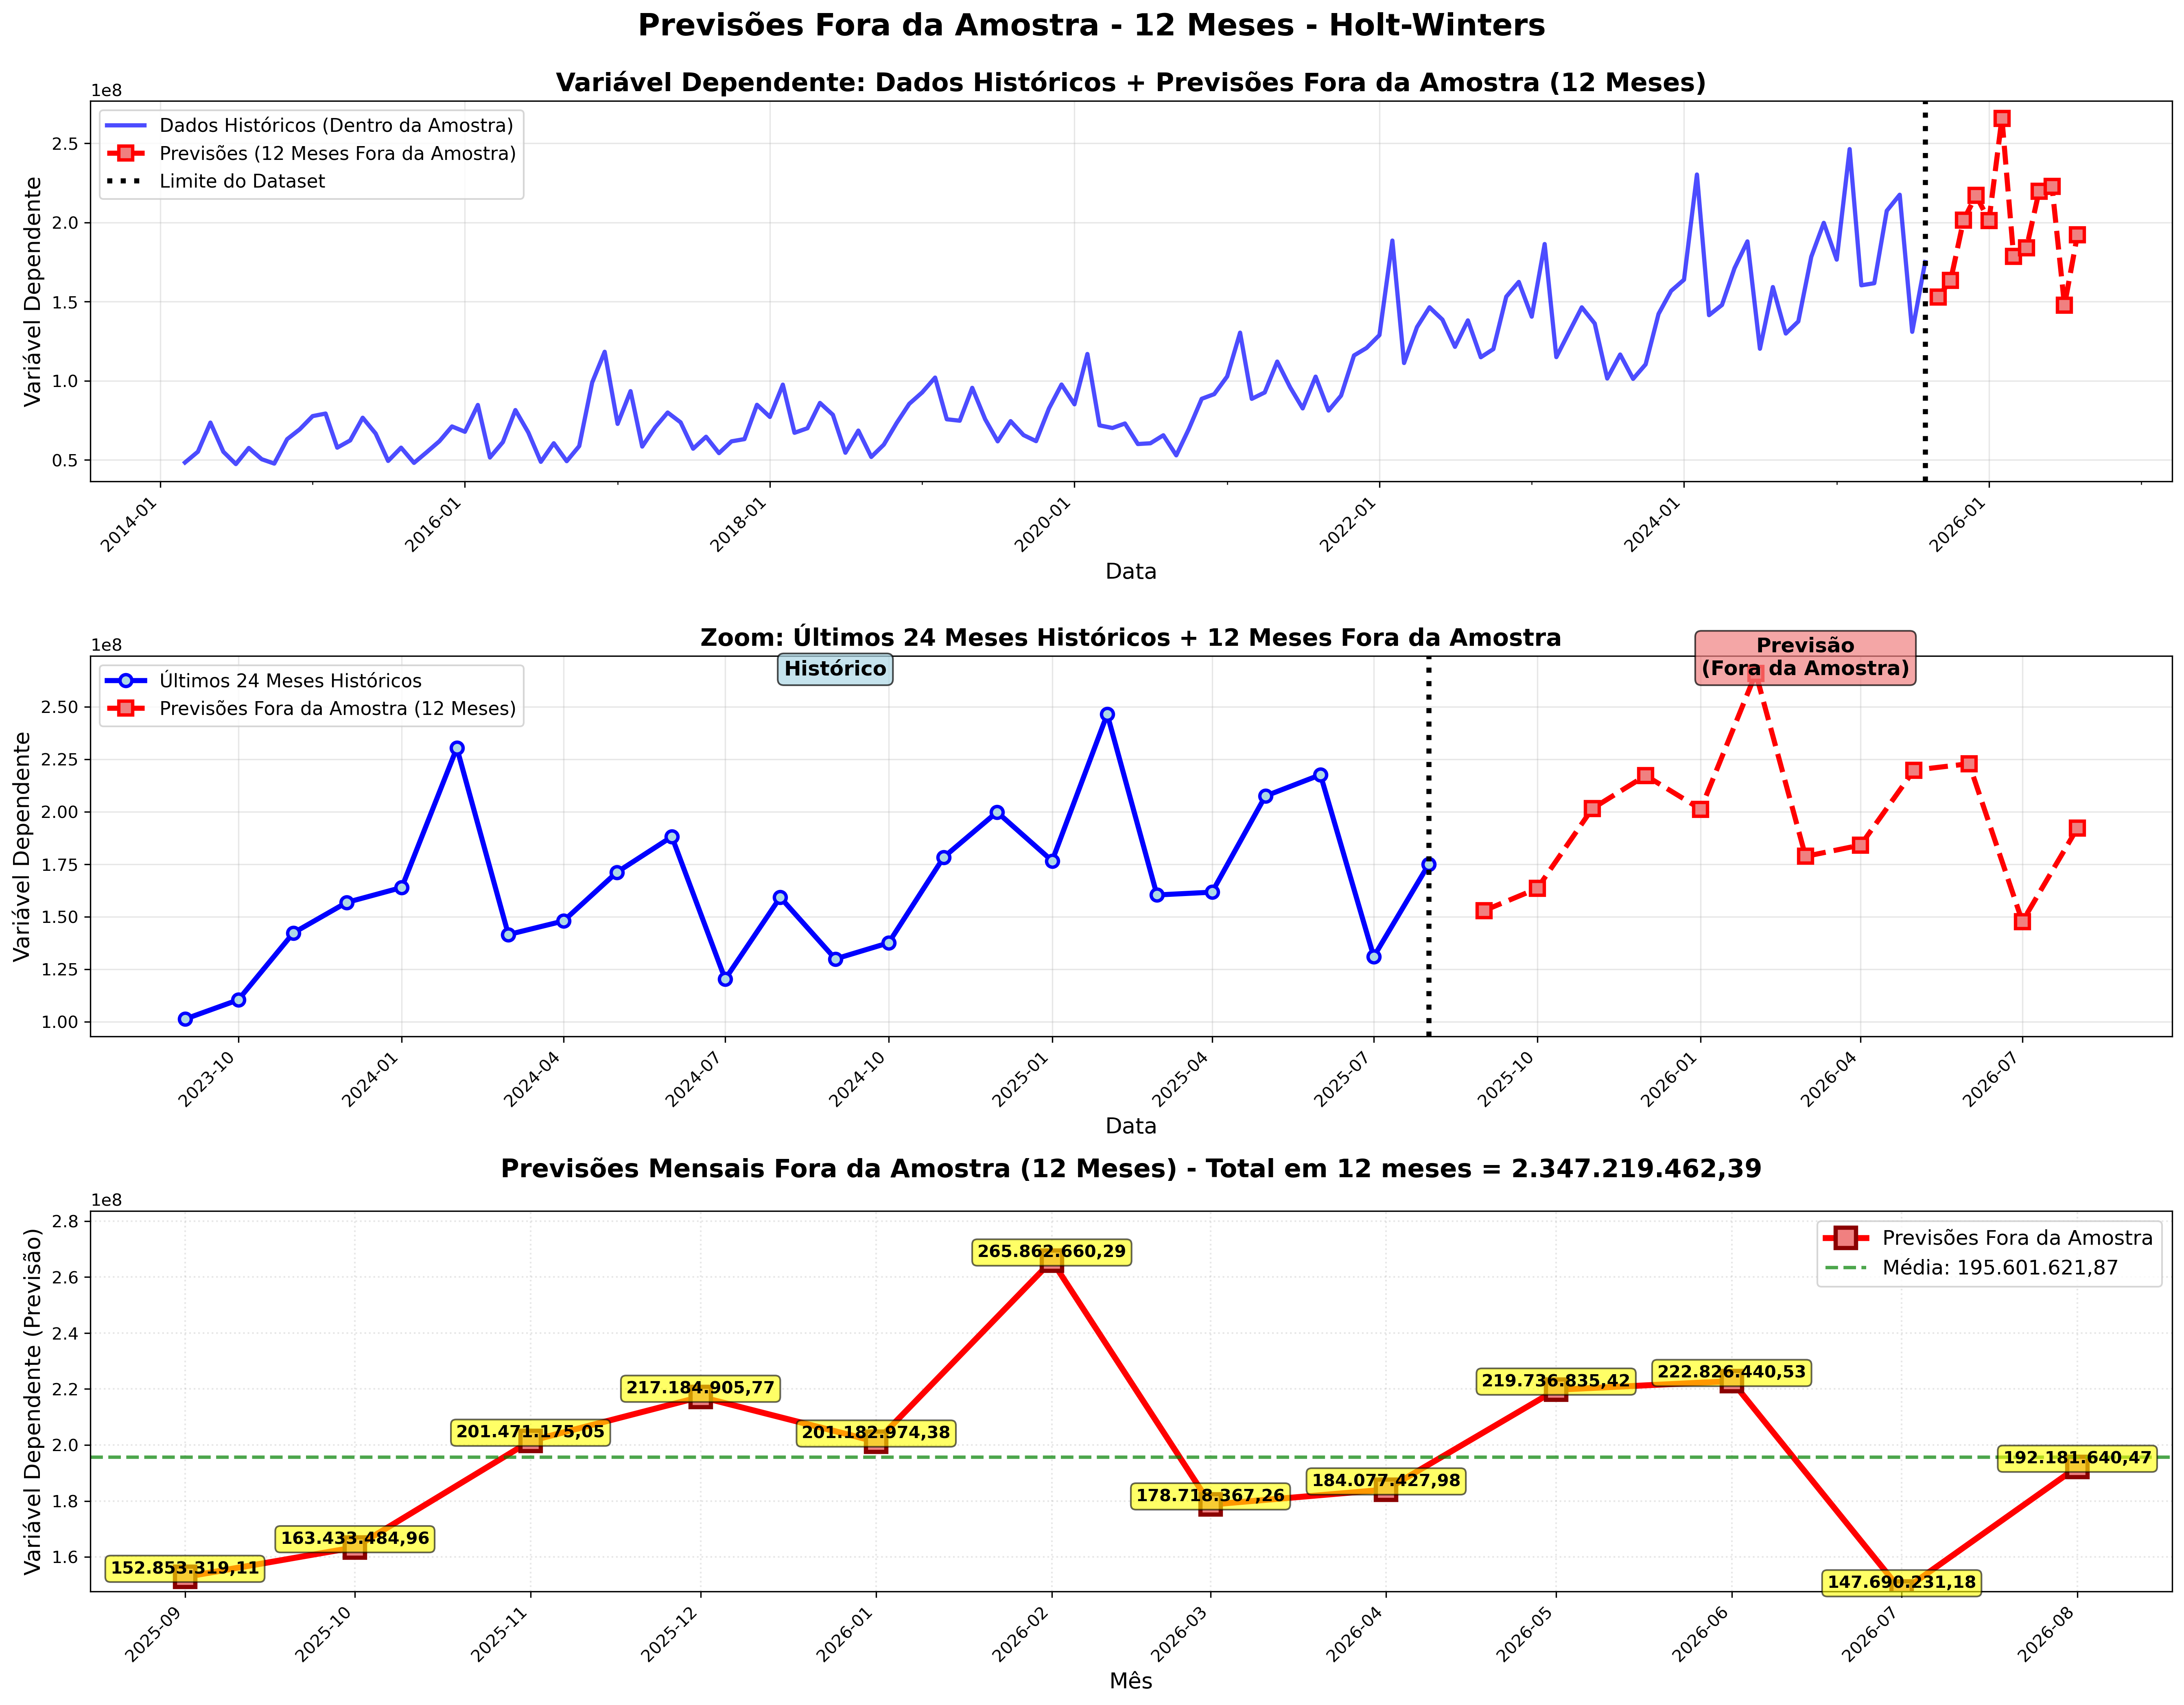 Previsões Fora da Amostra - 12 Meses - Holt-Winters
Variável Dependente: Dados Históricos + Previsões Fora da Amostra (12 Meses)
1e8
Dados Históricos (Dentro da Amostra)
Previsões (12 Meses Fora da Amostra)
Limite do Dataset
Variável Dependente
2.5
2.0
1.5
1.0
0.5
2014-01
2016-01
2018-01
2020-01
2022-01
2024-01
2026-01
Data
Zoom: Últimos 24 Meses Históricos + 12 Meses Fora da Amostra
1e8
Últimos 24 Meses Históricos
Previsões Fora da Amostra (12 Meses)
Histórico
Previsão
(Fora da Amostra)
Variável Dependente
2.50
2.25
2.00
1.75
1.50
1.25
1.00
2023-10
2024-01
2024-04
2024-07
2024-10
2025-01
2025-04
2025-07
2025-10
2026-01
2026-04
2026-07
Data
Previsões Mensais Fora da Amostra (12 Meses) - Total em 12 meses = 2.347.219.462,39
1e8
Previsões Fora da Amostra
Média: 195.601.621,87
Variável Dependente (Previsão)
2.8
2.6
2.4
2.2
2.0
1.8
1.6
152.853.319,11
163.433.484,96
201.471.175,05
217.184.905,77
201.182.974,38
265.862.660,29
178.718.367,26
184.077.427,98
219.736.835,42
222.826.440,53
147.690.231,18
192.181.640,47
2025-09
2025-10
2025-11
2025-12
2026-01
2026-02
2026-03
2026-04
2026-05
2026-06
2026-07
2026-08
Mês